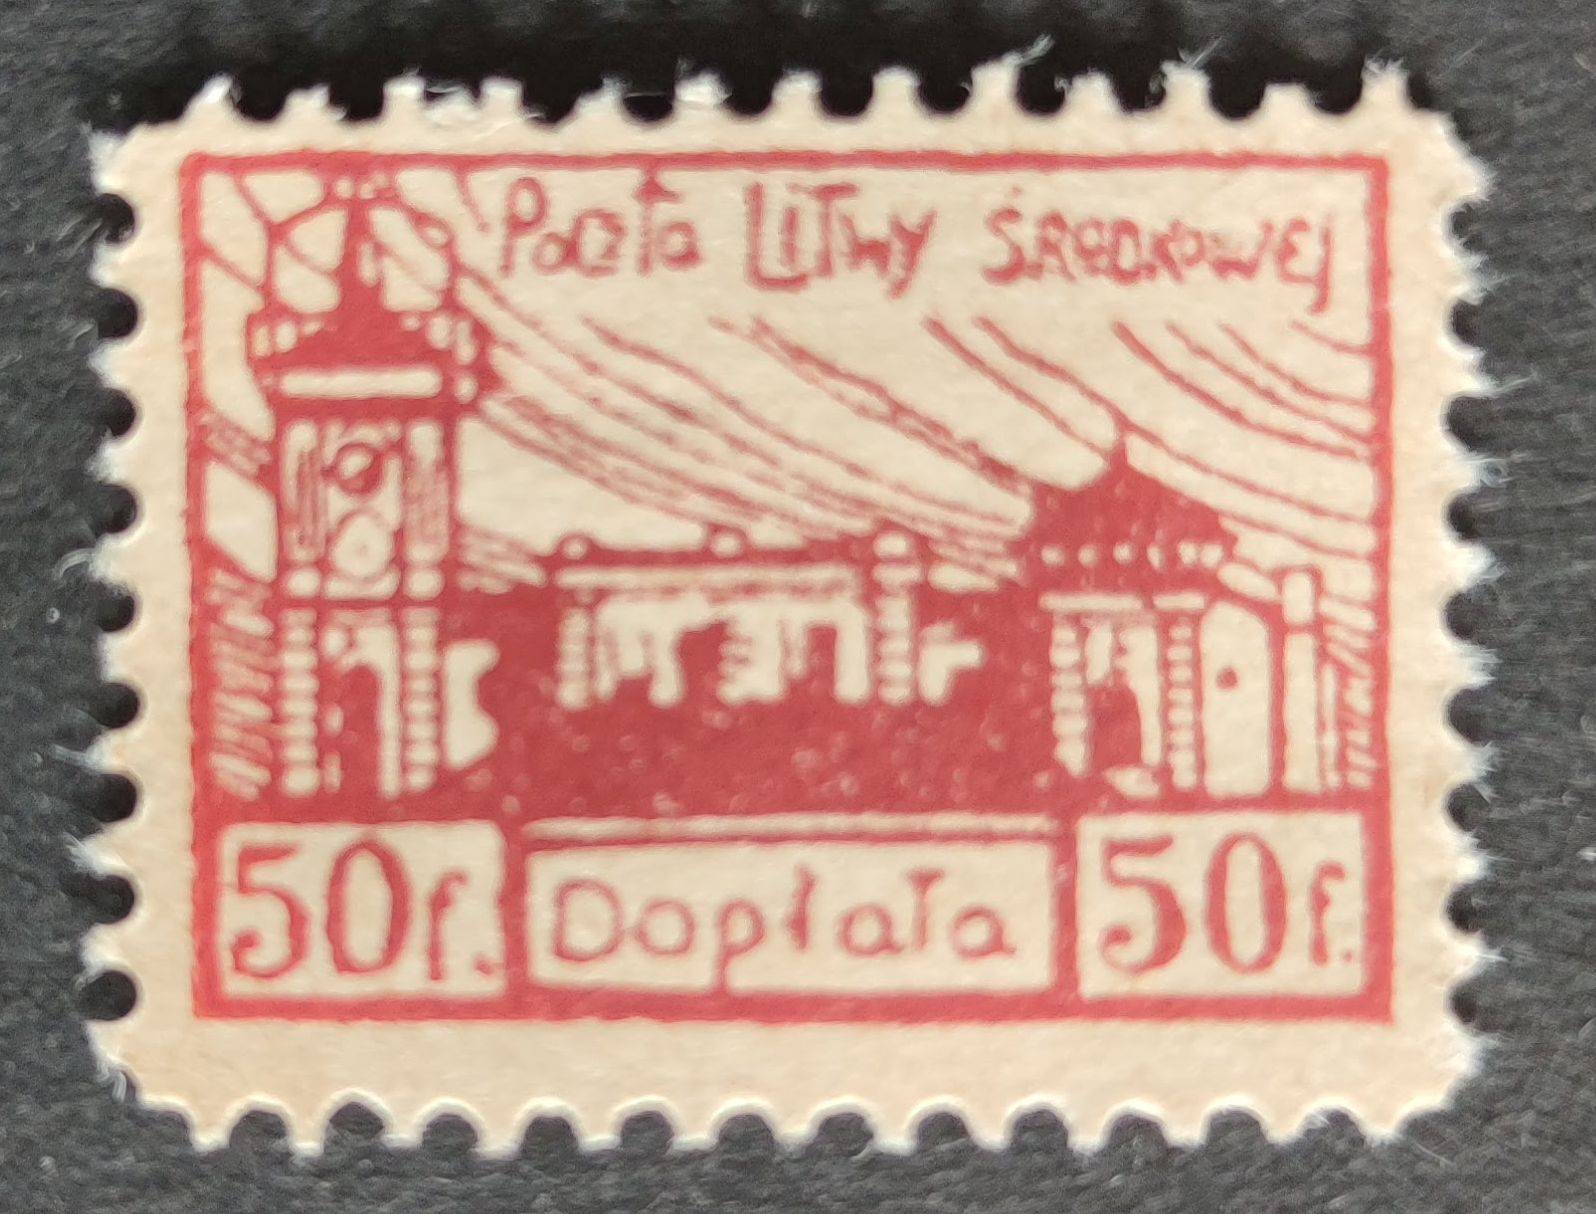 Poczta Litwy Środkowej
50f. Dopłata 50f.